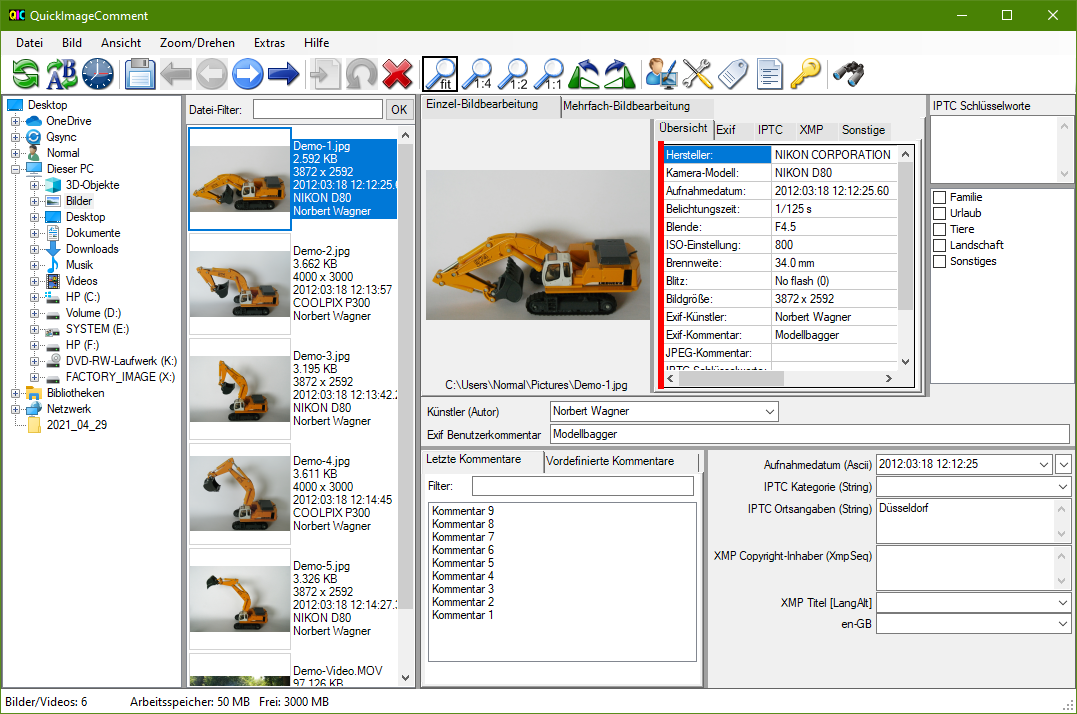 QuickImageComment
Datei Bild Ansicht Zoom/Drehen Extras Hilfe
fit 1:4 1:2 1:1
Desktop
OneDrive
Qsync
Normal
Dieser PC
3D-Objekte
Bilder
Desktop
Dokumente
Downloads
Musik
Videos
HP (C:)
Volume (D:)
SYSTEM (E:)
HP (F:)
DVD-RW-Laufwerk (K:)
FACTORY_IMAGE (X:)
Bibliotheken
Netzwerk
2021_04_29
Datei-Filter: OK
Demo-1.jpg
2.592 KB
3872 x 2592
2012:03:18 12:12:25.
NIKON D80
Norbert Wagner
Demo-2.jpg
3.662 KB
4000 x 3000
2012:03:18 12:13:57
COOLPIX P300
Norbert Wagner
Demo-3.jpg
3.195 KB
3872 x 2592
2012:03:18 12:13:42.
NIKON D80
Norbert Wagner
Demo-4.jpg
3.611 KB
4000 x 3000
2012:03:18 12:14:45
COOLPIX P300
Norbert Wagner
Demo-5.jpg
3.326 KB
3872 x 2592
2012:03:18 12:14:27.
NIKON D80
Norbert Wagner
Demo-Video.MOV
97.126 KB
Einzel-Bildbearbeitung Mehrfach-Bildbearbeitung
C:\Users\Normal\Pictures\Demo-1.jpg
Übersicht Exif IPTC XMP Sonstige
Hersteller: NIKON CORPORATION
Kamera-Modell: NIKON D80
Aufnahmedatum: 2012:03:18 12:12:25.60
Belichtungszeit: 1/125 s
Blende: F4.5
ISO-Einstellung: 800
Brennweite: 34.0 mm
Blitz: No flash (0)
Bildgröße: 3872 x 2592
Exif-Künstler: Norbert Wagner
Exif-Kommentar: Modellbagger
JPEG-Kommentar:
IPTC Schlüsselworte:
IPTC Schlüsselworte
Familie
Urlaub
Tiere
Landschaft
Sonstiges
Künstler (Autor) Norbert Wagner
Exif Benutzerkommentar Modellbagger
Letzte Kommentare Vordefinierte Kommentare
Filter:
Kommentar 9
Kommentar 8
Kommentar 7
Kommentar 6
Kommentar 5
Kommentar 4
Kommentar 3
Kommentar 2
Kommentar 1
Aufnahmedatum (Ascii) 2012:03:18 12:12:25
IPTC Kategorie (String)
IPTC Ortsangaben (String) Düsseldorf
XMP Copyright-Inhaber (XmpSeq)
XMP Titel [LangAlt]
en-GB
Bilder/Videos: 6 Arbeitsspeicher: 50 MB Frei: 3000 MB